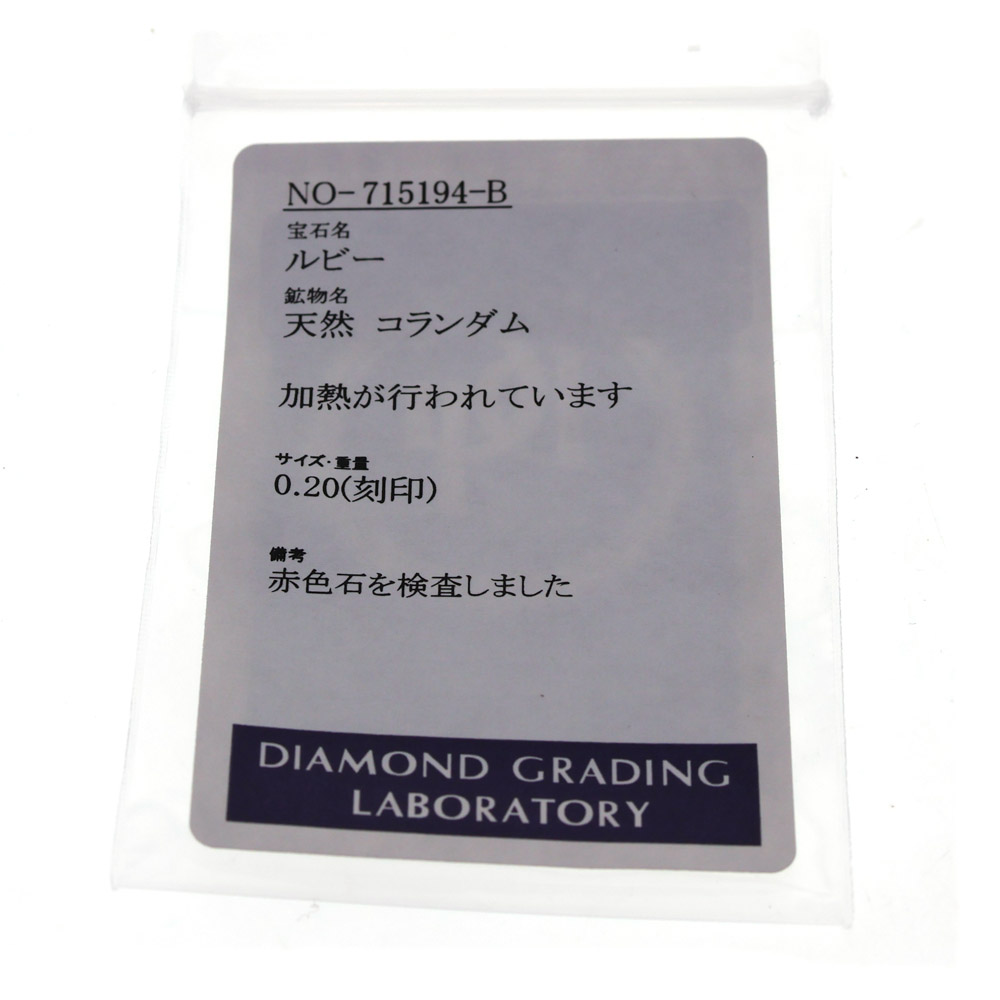 NO-715194-B
宝石名
ルビー
鉱物名
天然 コランダム
加熱が行われています
サイズ・重量
0.20(刻印)
備考
赤色石を検査しました
DIAMOND GRADING
LABORATORY